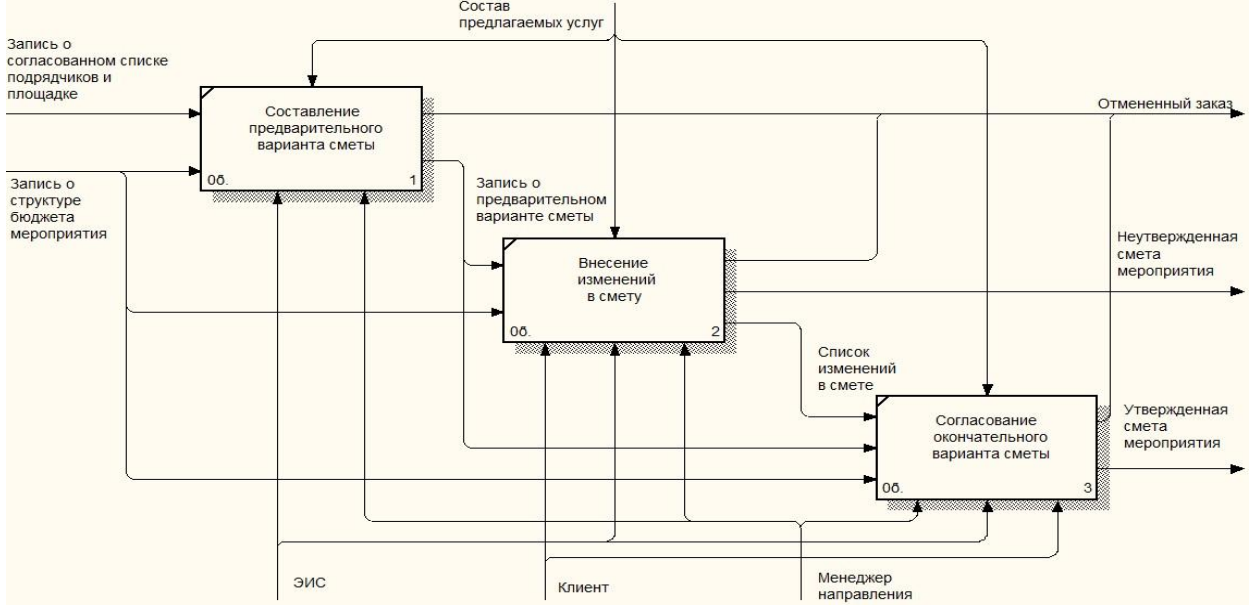 Состав
предлагаемых услуг
Запись о
согласованном списке
подрядчиков и
площадке
Составление
предварительного
варианта сметы
0б.
1
Отмененный заказ
Запись о
структуре
бюджета
мероприятия
Запись о
предварительном
варианте сметы
Внесение
изменений
в смету
0б.
2
Неутвержденная
смета
мероприятия
Список
изменений
в смете
Согласование
окончательного
варианта сметы
0б.
3
Утвержденная
смета
мероприятия
ЭИС
Клиент
Менеджер
направления